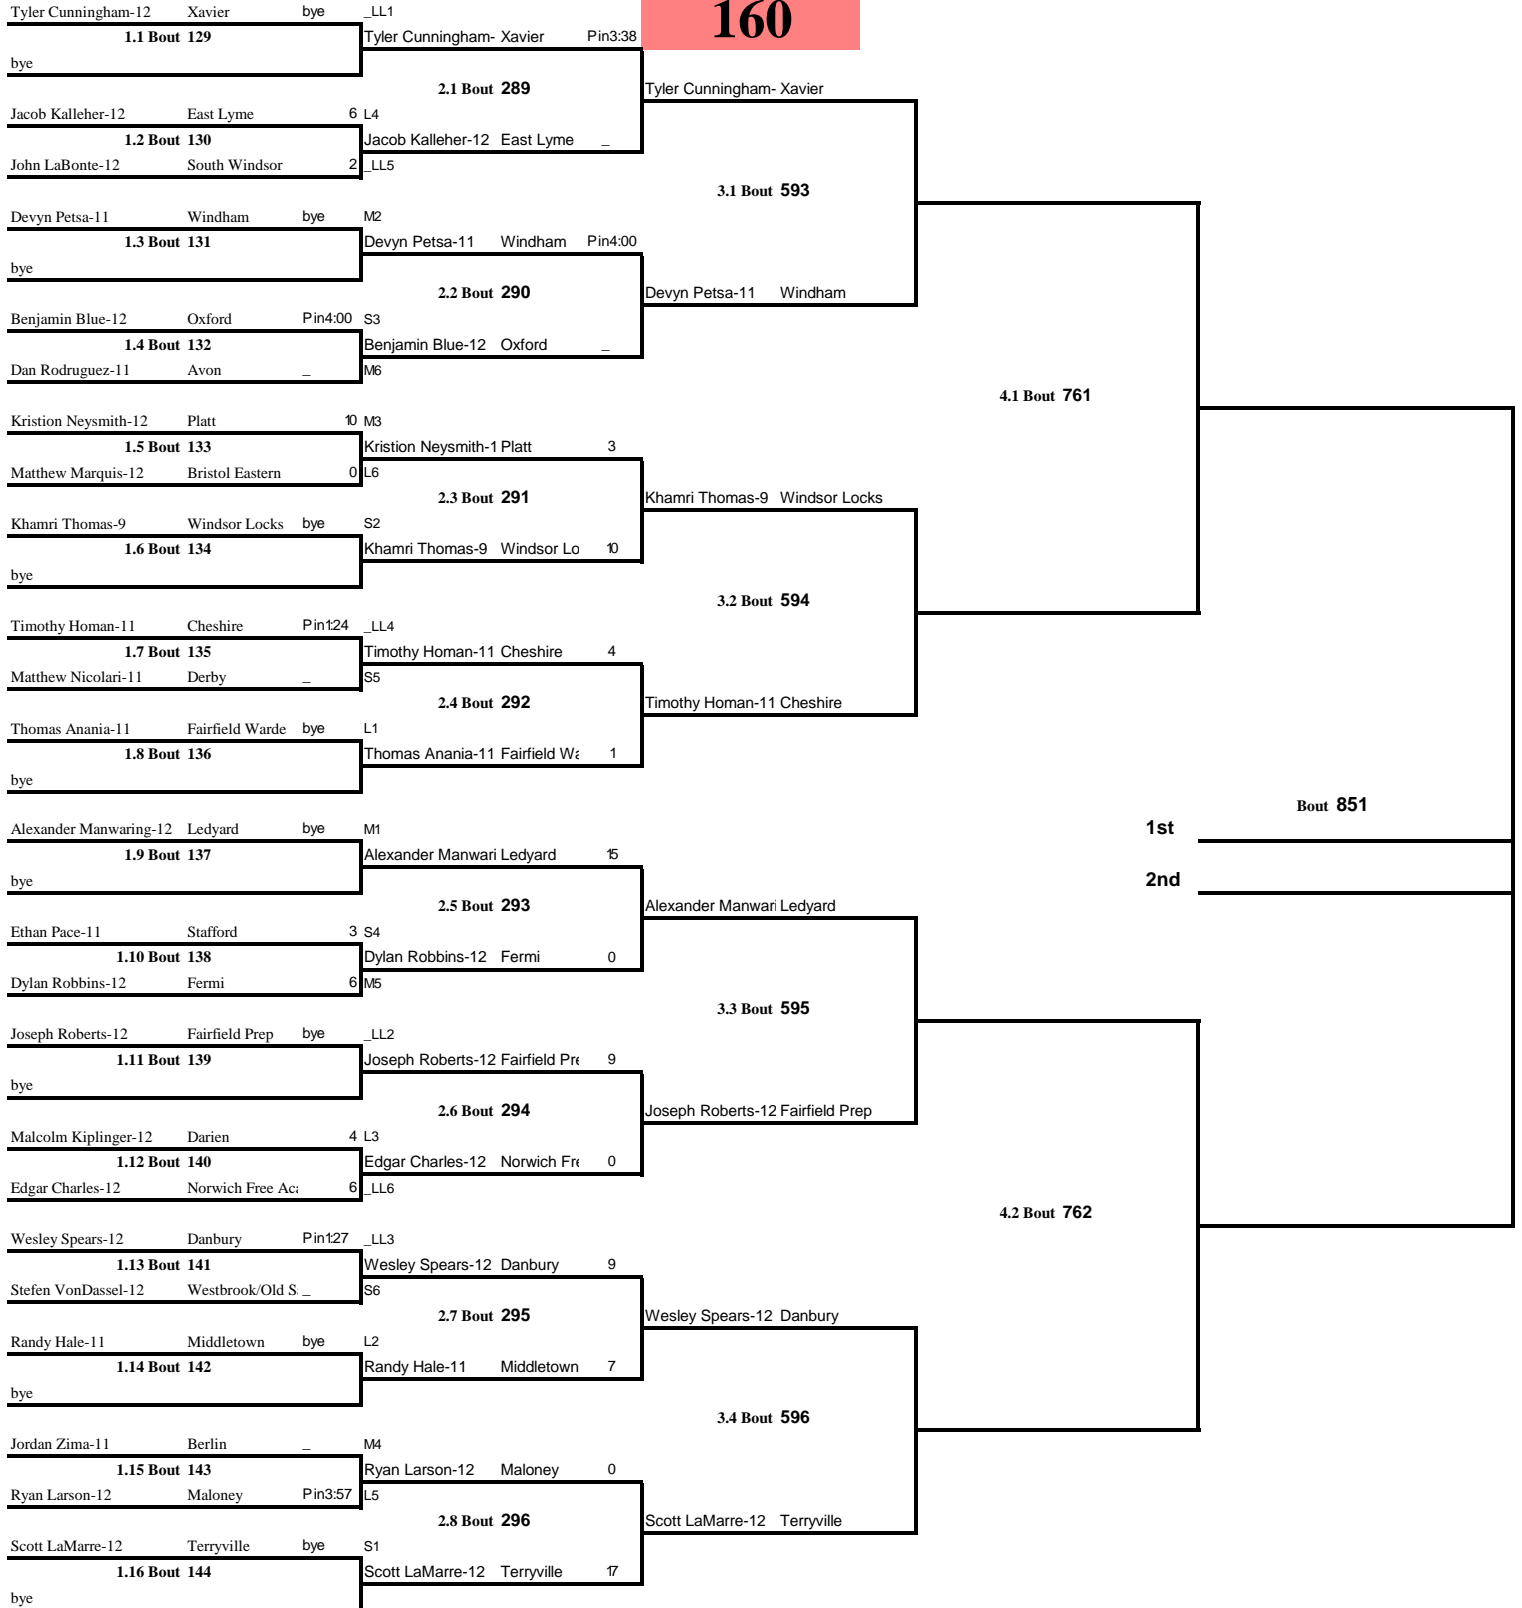 160
Tyler Cunningham-12 Xavier bye _LL1
1.1 Bout 129 Tyler Cunningham- Xavier Pin3:38
bye
2.1 Bout 289 Tyler Cunningham- Xavier
Jacob Kalleher-12 East Lyme 6 L4
1.2 Bout 130 Jacob Kalleher-12 East Lyme _
John LaBonte-12 South Windsor 2 _LL5
3.1 Bout 593
Devyn Petsa-11 Windham bye M2
1.3 Bout 131 Devyn Petsa-11 Windham Pin4:00
bye
2.2 Bout 290 Devyn Petsa-11 Windham
Benjamin Blue-12 Oxford Pin4:00 S3
1.4 Bout 132 Benjamin Blue-12 Oxford _
Dan Rodruguez-11 Avon _ M6
4.1 Bout 761
Kristion Neysmith-12 Platt 10 M3
1.5 Bout 133 Kristion Neysmith-1 Platt 3
Matthew Marquis-12 Bristol Eastern 0 L6
2.3 Bout 291 Khamri Thomas-9 Windsor Locks
Khamri Thomas-9 Windsor Locks bye S2
1.6 Bout 134 Khamri Thomas-9 Windsor Lo 10
bye
3.2 Bout 594
Timothy Homan-11 Cheshire Pin1:24 _LL4
1.7 Bout 135 Timothy Homan-11 Cheshire 4
Matthew Nicolari-11 Derby _ S5
2.4 Bout 292 Timothy Homan-11 Cheshire
Thomas Anania-11 Fairfield Warde bye L1
1.8 Bout 136 Thomas Anania-11 Fairfield Wa 1
bye
Bout 851
Alexander Manwaring-12 Ledyard bye M1 1st
1.9 Bout 137 Alexander Manwari Ledyard 15
bye 2nd
2.5 Bout 293 Alexander Manwari Ledyard
Ethan Pace-11 Stafford 3 S4
1.10 Bout 138 Dylan Robbins-12 Fermi 0
Dylan Robbins-12 Fermi 6 M5
3.3 Bout 595
Joseph Roberts-12 Fairfield Prep bye _LL2
1.11 Bout 139 Joseph Roberts-12 Fairfield Pre 9
bye
2.6 Bout 294 Joseph Roberts-12 Fairfield Prep
Malcolm Kiplinger-12 Darien 4 L3
1.12 Bout 140 Edgar Charles-12 Norwich Fre 0
Edgar Charles-12 Norwich Free Aca 6 _LL6
4.2 Bout 762
Wesley Spears-12 Danbury Pin1:27 _LL3
1.13 Bout 141 Wesley Spears-12 Danbury 9
Stefen VonDassel-12 Westbrook/Old S _ S6
2.7 Bout 295 Wesley Spears-12 Danbury
Randy Hale-11 Middletown bye L2
1.14 Bout 142 Randy Hale-11 Middletown 7
bye
3.4 Bout 596
Jordan Zima-11 Berlin _ M4
1.15 Bout 143 Ryan Larson-12 Maloney 0
Ryan Larson-12 Maloney Pin3:57 L5
2.8 Bout 296 Scott LaMarre-12 Terryville
Scott LaMarre-12 Terryville bye S1
1.16 Bout 144 Scott LaMarre-12 Terryville 17
bye